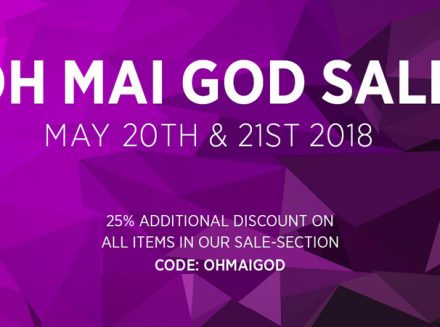 OH MAI GOD SALE
MAY 20TH & 21ST 2018
25% ADDITIONAL DISCOUNT ON
ALL ITEMS IN OUR SALE-SECTION
CODE: OHMAIGOD